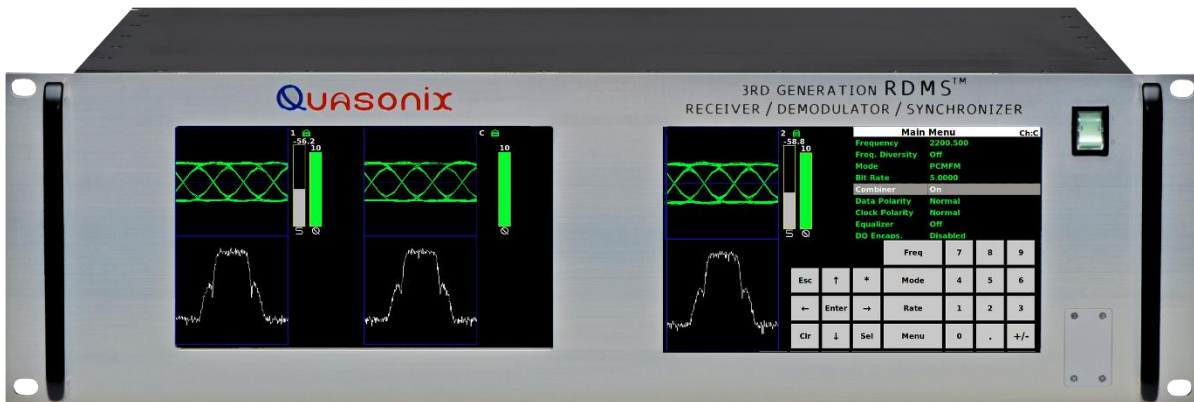 QUASONIX
3RD GENERATION RDMS™
RECEIVER / DEMODULATOR / SYNCHRONIZER
1
-56.2
10
C
10
2
-58.8
10
Main Menu Ch:C
Frequency 2200.500
Freq. Diversity Off
Mode PCMFM
Bit Rate 5.0000
Combiner On
Data Polarity Normal
Clock Polarity Normal
Equalizer Off
DQ Encaps. Disabled
Freq 7 8 9
Esc ↑ * Mode 4 5 6
← Enter → Rate 1 2 3
Clr ↓ Sel Menu 0 . +/-